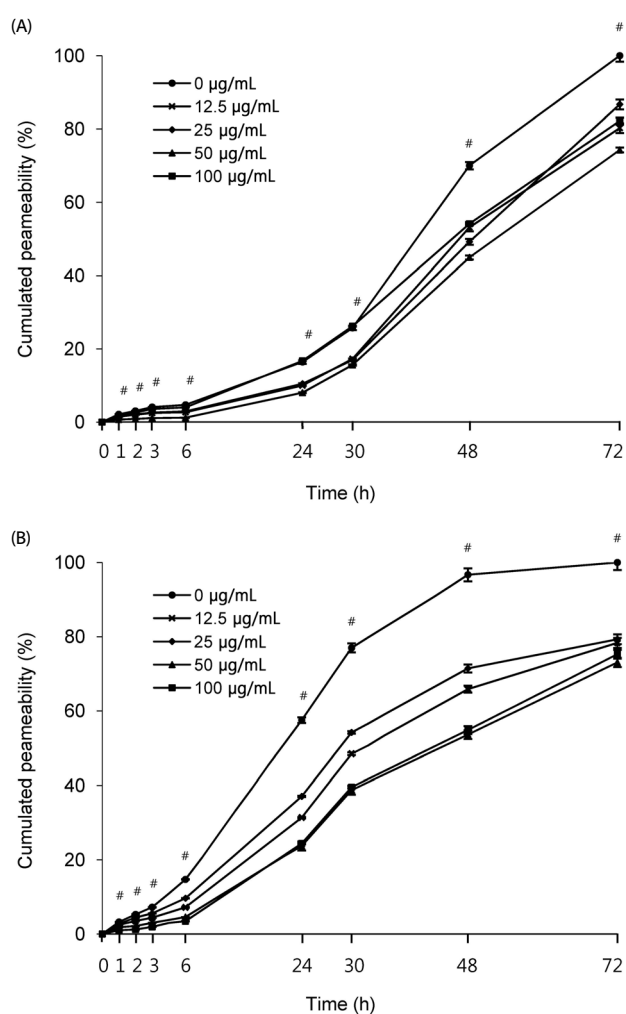 (A)
#
100
0 µg/mL
12.5 µg/mL
25 µg/mL
50 µg/mL
100 µg/mL
Cumulated peameability (%)
80
#
60
40
#
#
20
# # # #
0
0 1 2 3 6 24 30 48 72
Time (h)
(B)
# #
100
0 µg/mL
12.5 µg/mL
25 µg/mL
50 µg/mL
100 µg/mL
Cumulated peameability (%)
#
80
#
60
40
20
#
# # #
0
0 1 2 3 6 24 30 48 72
Time (h)